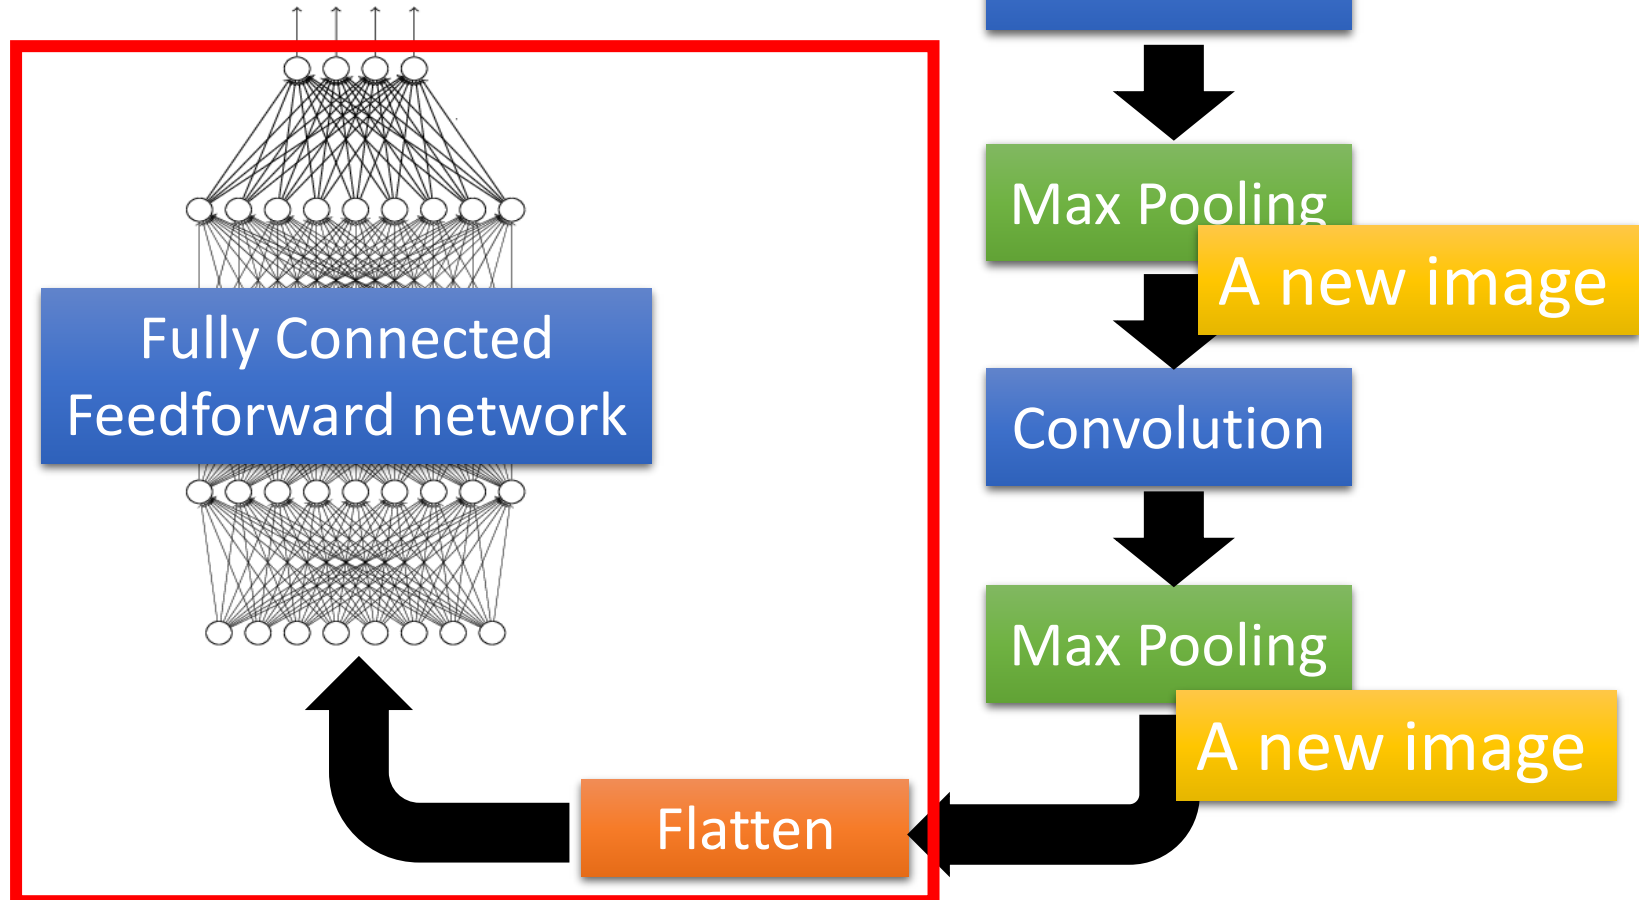 Max Pooling
A new image
Fully Connected
Feedforward network
Convolution
Max Pooling
A new image
Flatten